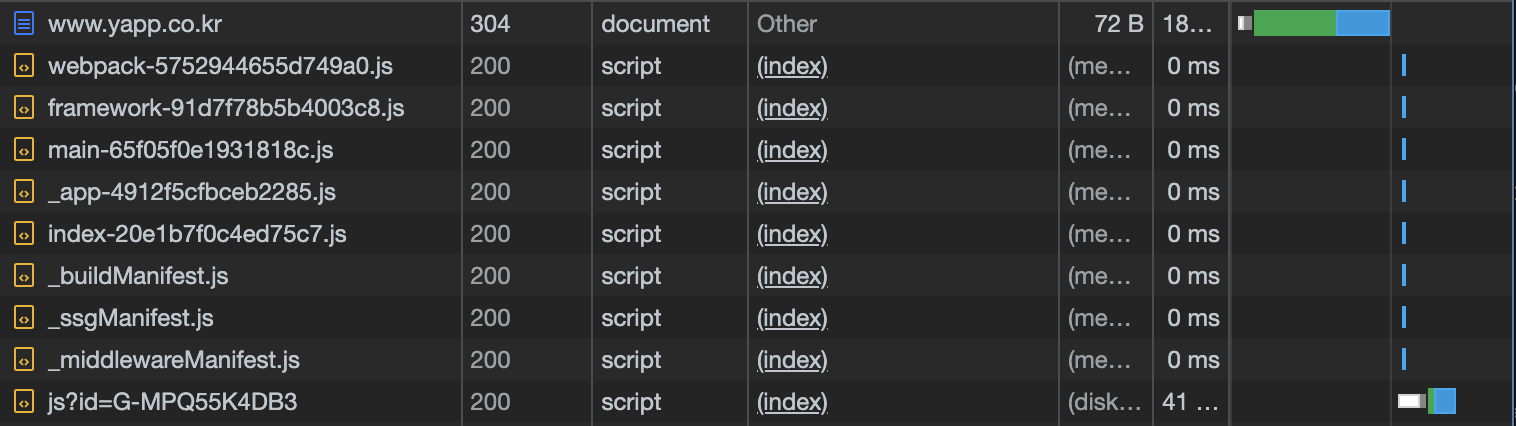 www.yapp.co.kr 304 document Other 72 B 18...
webpack-5752944655d749a0.js 200 script (index) (me... 0 ms
framework-91d7f78b5b4003c8.js 200 script (index) (me... 0 ms
main-65f05f0e1931818c.js 200 script (index) (me... 0 ms
_app-4912f5cfbceb2285.js 200 script (index) (me... 0 ms
index-20e1b7f0c4ed75c7.js 200 script (index) (me... 0 ms
_buildManifest.js 200 script (index) (me... 0 ms
_ssgManifest.js 200 script (index) (me... 0 ms
_middlewareManifest.js 200 script (index) (me... 0 ms
js?id=G-MPQ55K4DB3 200 script (index) (disk... 41 ...